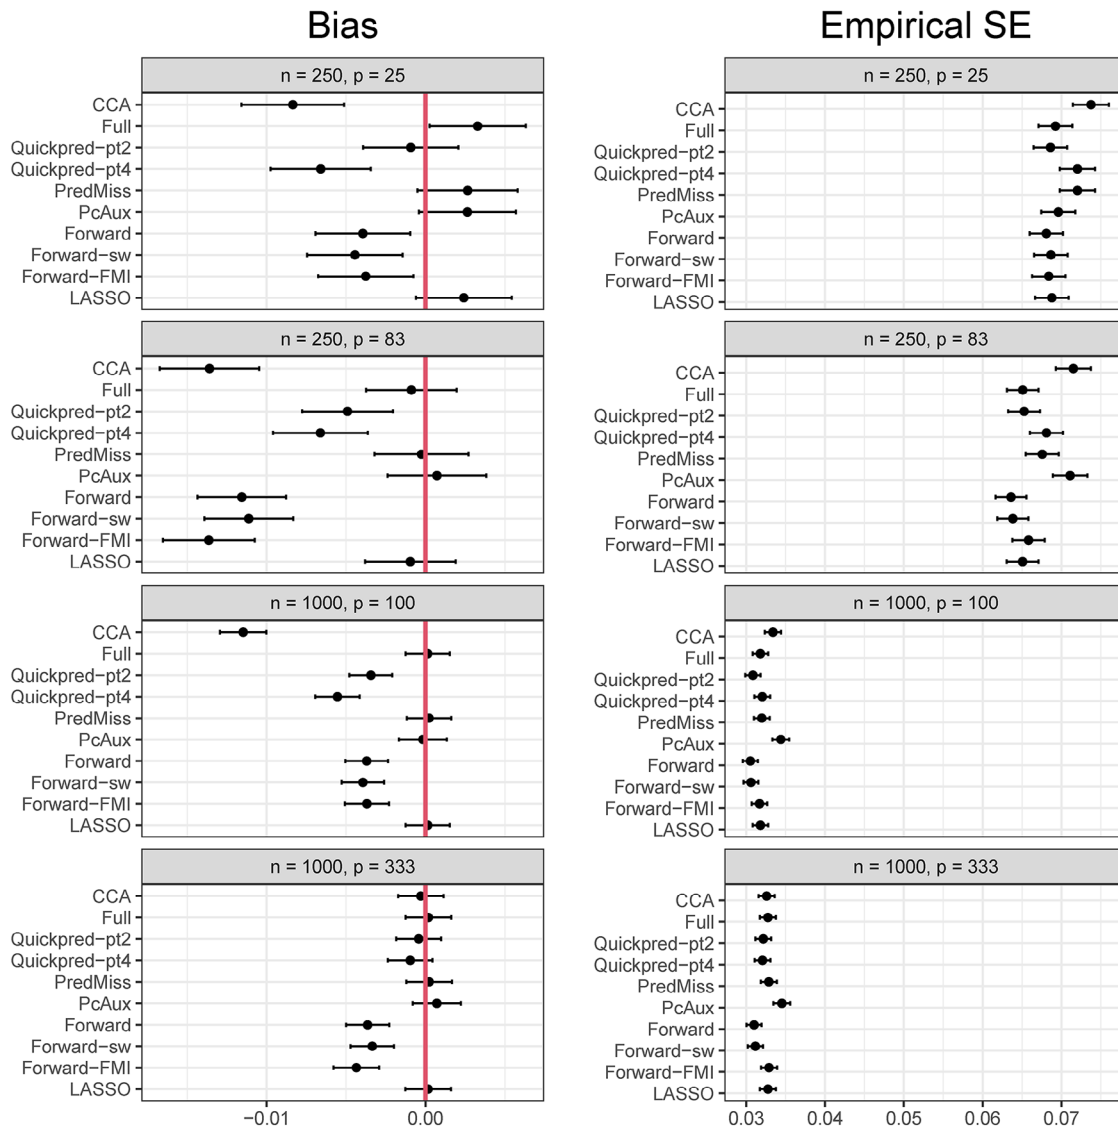 Bias
n = 250, p = 25
CCA
Full
Quickpred−pt2
Quickpred−pt4
PredMiss
PcAux
Forward
Forward−sw
Forward−FMI
LASSO
n = 250, p = 83
CCA
Full
Quickpred−pt2
Quickpred−pt4
PredMiss
PcAux
Forward
Forward−sw
Forward−FMI
LASSO
n = 1000, p = 100
CCA
Full
Quickpred−pt2
Quickpred−pt4
PredMiss
PcAux
Forward
Forward−sw
Forward−FMI
LASSO
n = 1000, p = 333
CCA
Full
Quickpred−pt2
Quickpred−pt4
PredMiss
PcAux
Forward
Forward−sw
Forward−FMI
LASSO
−0.01 0.00
Empirical SE
n = 250, p = 25
CCA
Full
Quickpred−pt2
Quickpred−pt4
PredMiss
PcAux
Forward
Forward−sw
Forward−FMI
LASSO
n = 250, p = 83
CCA
Full
Quickpred−pt2
Quickpred−pt4
PredMiss
PcAux
Forward
Forward−sw
Forward−FMI
LASSO
n = 1000, p = 100
CCA
Full
Quickpred−pt2
Quickpred−pt4
PredMiss
PcAux
Forward
Forward−sw
Forward−FMI
LASSO
n = 1000, p = 333
CCA
Full
Quickpred−pt2
Quickpred−pt4
PredMiss
PcAux
Forward
Forward−sw
Forward−FMI
LASSO
0.03 0.04 0.05 0.06 0.07